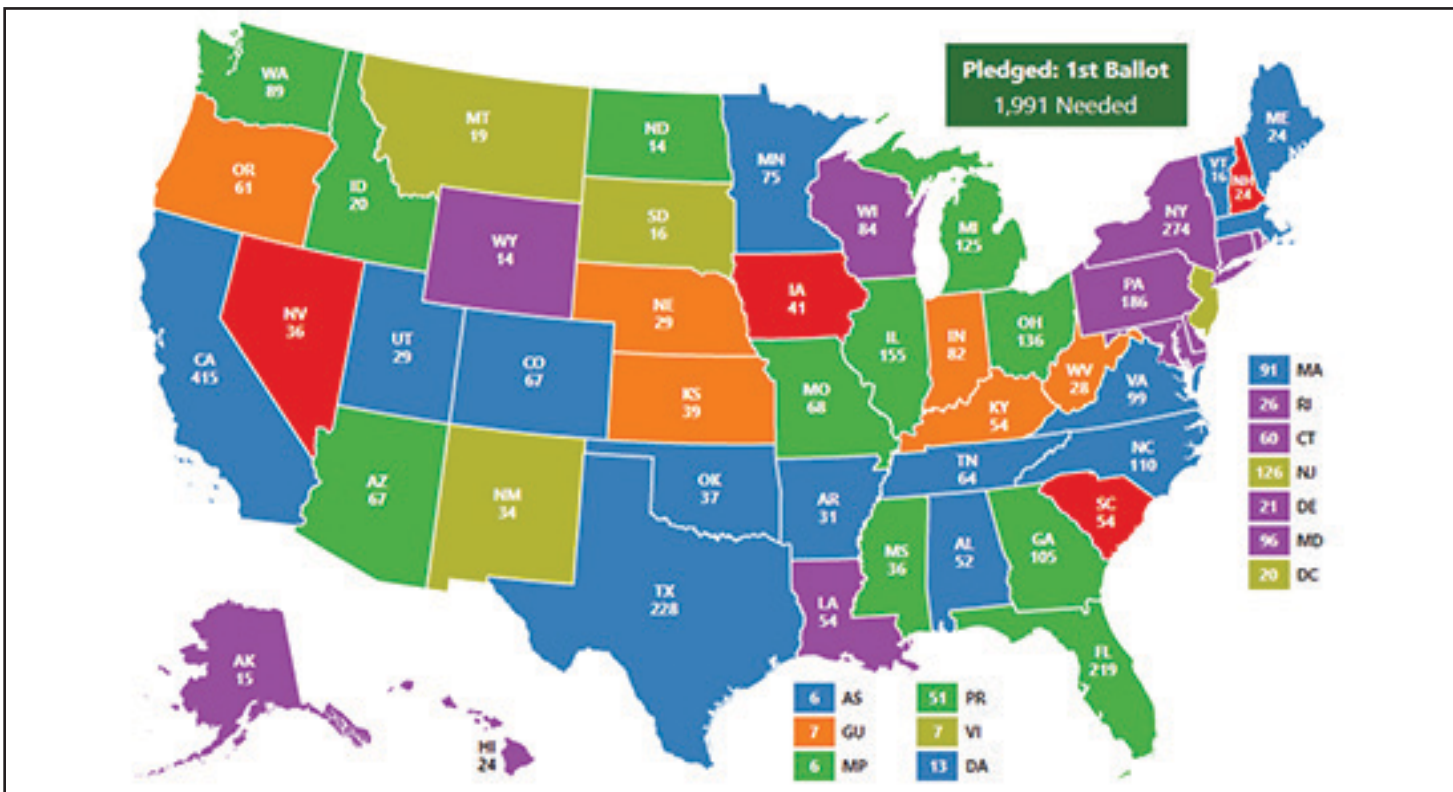 Pledged: 1st Ballot
1,991 Needed
WA
89
OR
61
ID
20
MT
19
ND
14
MN
75
SD
16
WY
14
NE
29
IA
41
WI
84
MI
125
NY
274
VT
16
NH
24
ME
24
PA
186
CA
415
NV
36
UT
29
CO
67
KS
39
MO
68
IL
155
IN
82
OH
136
WV
28
VA
99
KY
54
AZ
67
NM
34
OK
37
AR
31
TN
64
NC
110
SC
54
TX
228
LA
54
MS
36
AL
52
GA
105
FL
219
AK
15
HI
24
91 MA
26 RI
60 CT
126 NJ
21 DE
96 MD
20 DC
6 AS
7 GU
6 MP
51 PR
7 VI
13 DA